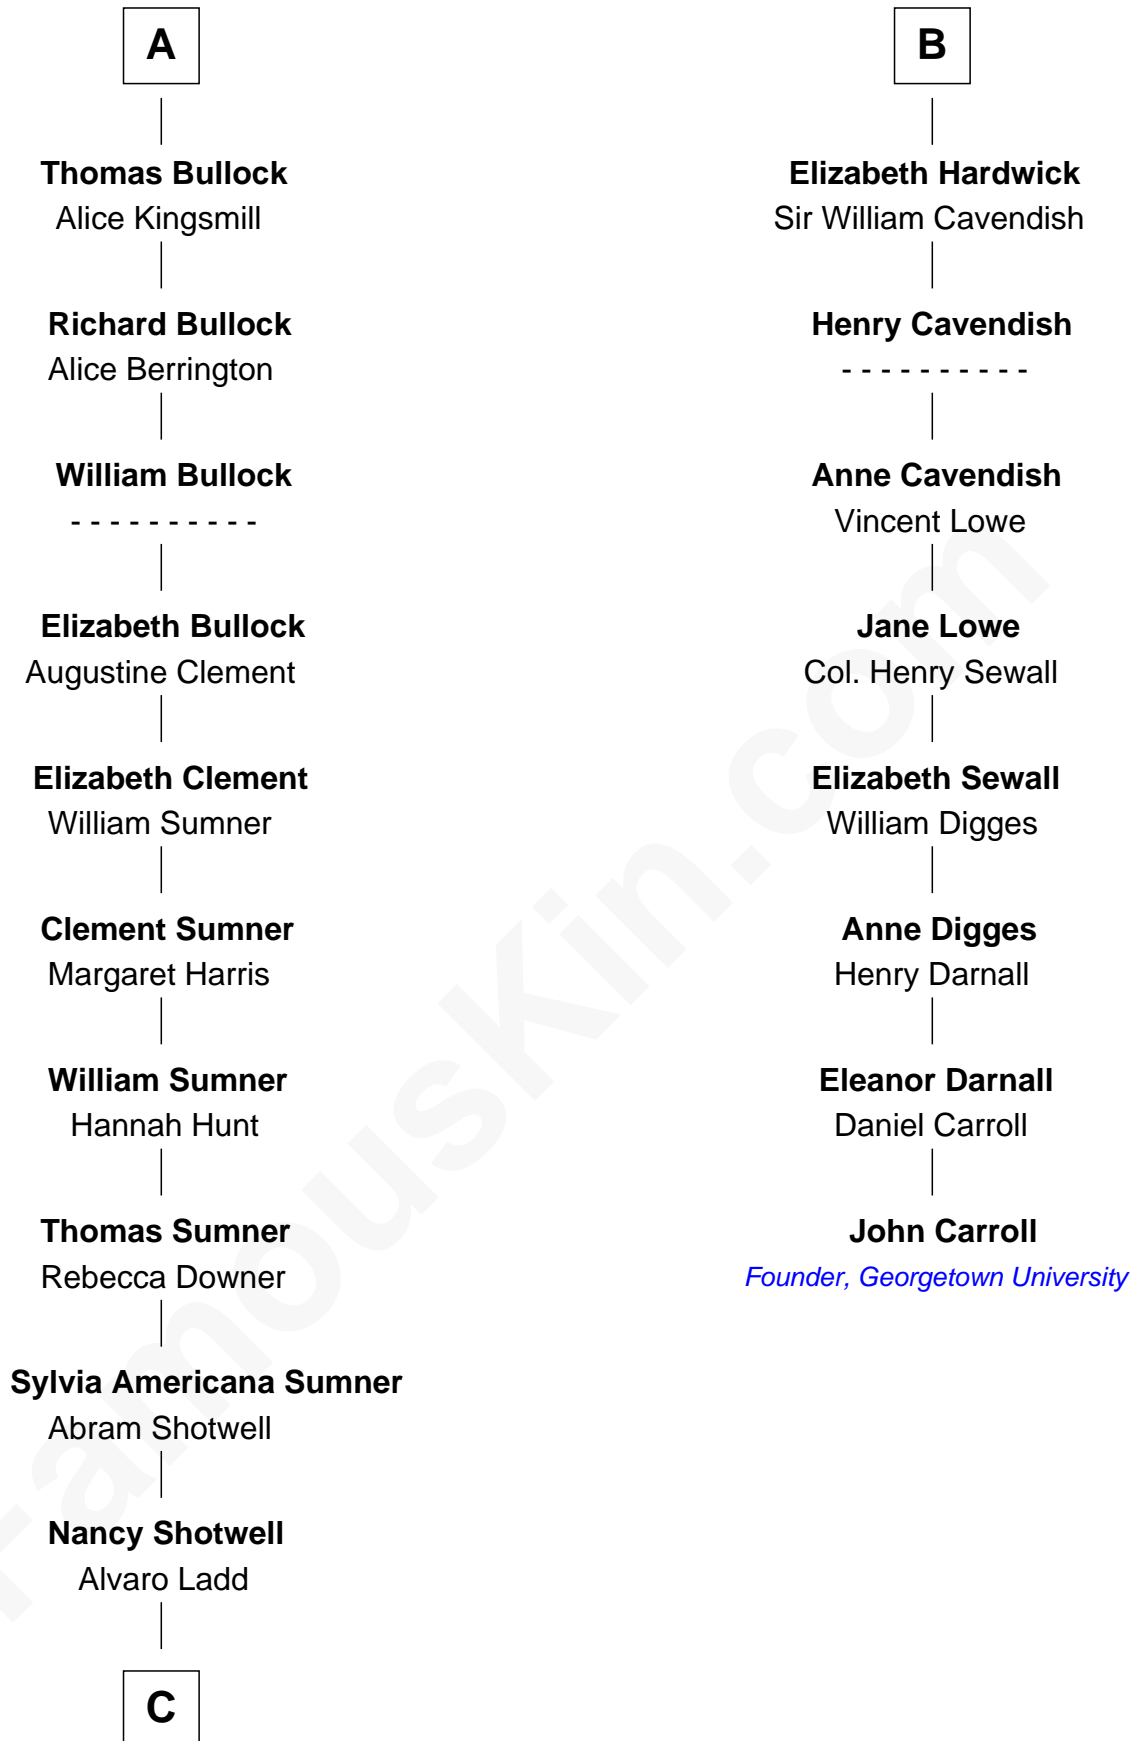 A
Thomas Bullock
Alice Kingsmill
Richard Bullock
Alice Berrington
William Bullock
- - - - - - - - - -
Elizabeth Bullock
Augustine Clement
Elizabeth Clement
William Sumner
Clement Sumner
Margaret Harris
William Sumner
Hannah Hunt
Thomas Sumner
Rebecca Downer
Sylvia Americana Sumner
Abram Shotwell
Nancy Shotwell
Alvaro Ladd
C
B
Elizabeth Hardwick
Sir William Cavendish
Henry Cavendish
- - - - - - - - - -
Anne Cavendish
Vincent Lowe
Jane Lowe
Col. Henry Sewall
Elizabeth Sewall
William Digges
Anne Digges
Henry Darnall
Eleanor Darnall
Daniel Carroll
John Carroll
Founder, Georgetown University
FamousKin.com